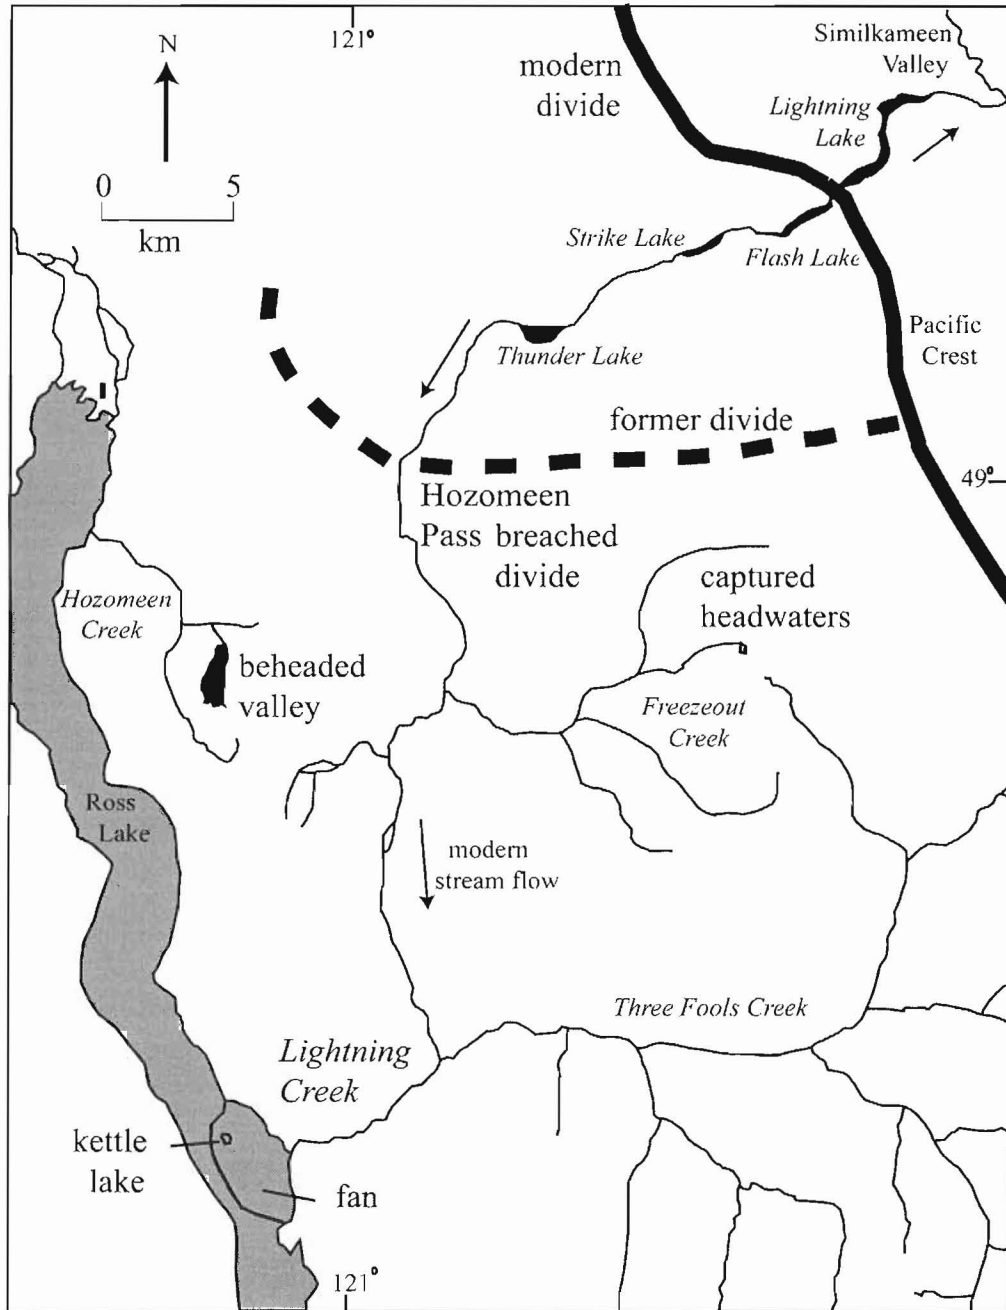 121°
N
modern
divide
Similkameen
Valley
Lightning
Lake
0 5
km
Strike Lake
Flash Lake
Pacific
Crest
Thunder Lake
former divide
49°
Hozomeen
Pass breached
divide
captured
headwaters
Hozomeen
Creek
beheaded
valley
Freezeout
Creek
Ross
Lake
modern
stream flow
Three Fools Creek
Lightning
Creek
kettle
lake
fan
121°